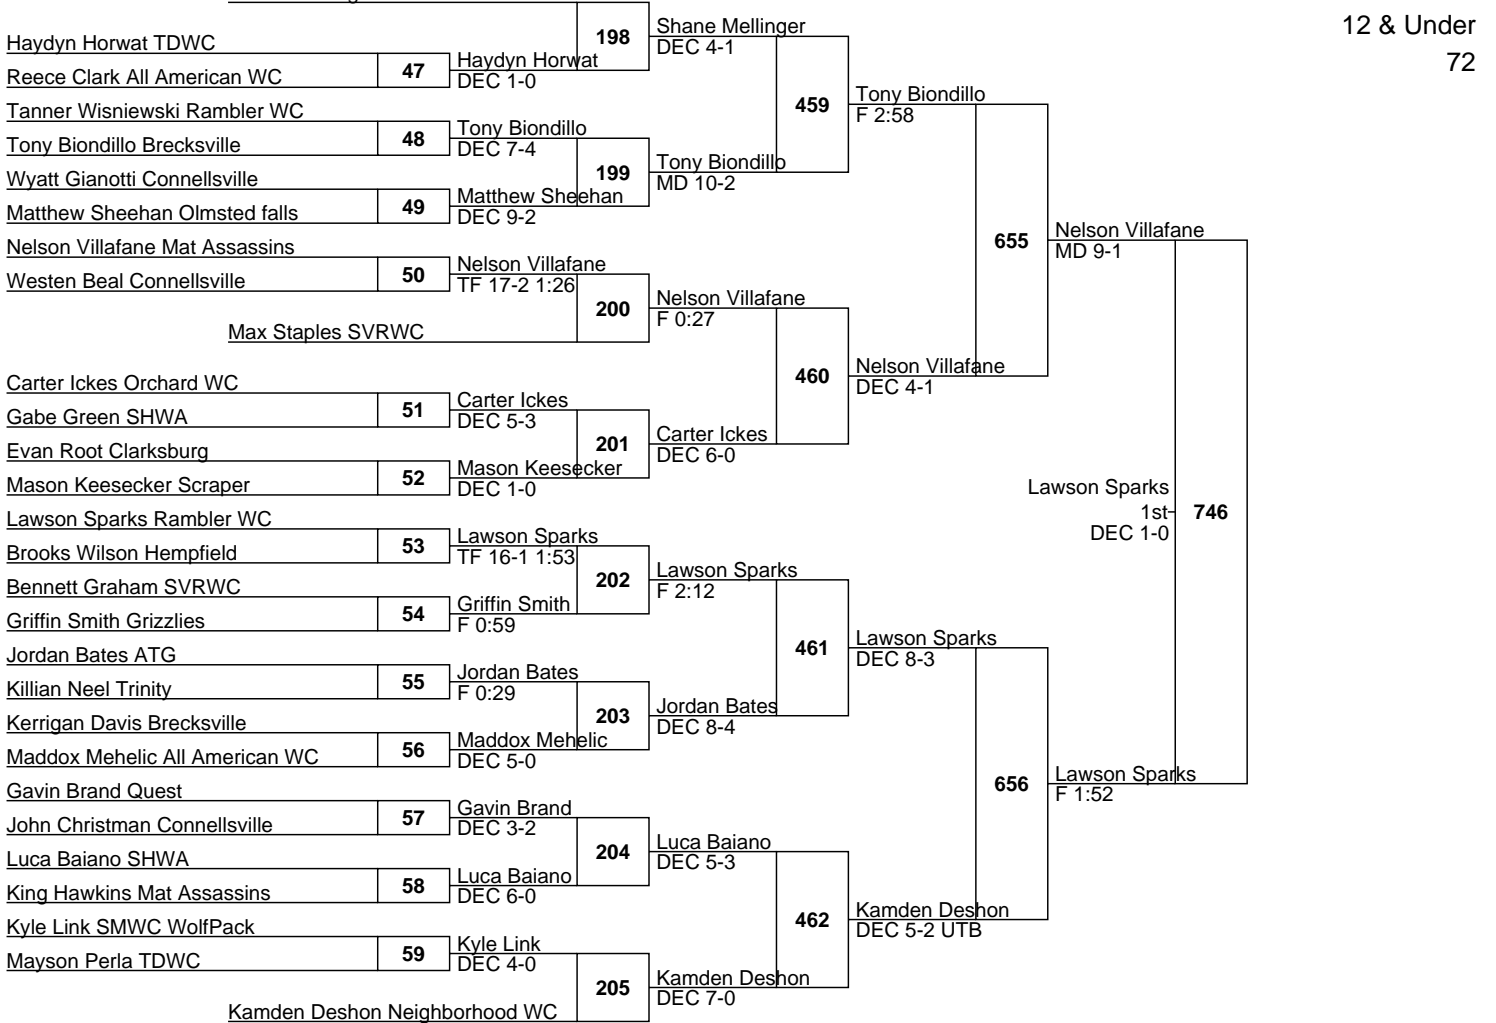 12 & Under
72
Haydyn Horwat TDWC
Reece Clark All American WC
Tanner Wisniewski Rambler WC
Tony Biondillo Brecksville
Wyatt Gianotti Connellsville
Matthew Sheehan Olmsted falls
Nelson Villafane Mat Assassins
Westen Beal Connellsville
Max Staples SVRWC
Carter Ickes Orchard WC
Gabe Green SHWA
Evan Root Clarksburg
Mason Keesecker Scraper
Lawson Sparks Rambler WC
Brooks Wilson Hempfield
Bennett Graham SVRWC
Griffin Smith Grizzlies
Jordan Bates ATG
Killian Neel Trinity
Kerrigan Davis Brecksville
Maddox Mehelic All American WC
Gavin Brand Quest
John Christman Connellsville
Luca Baiano SHWA
King Hawkins Mat Assassins
Kyle Link SMWC WolfPack
Mayson Perla TDWC
Kamden Deshon Neighborhood WC
47
48
49
50
51
52
53
54
55
56
57
58
59
Haydyn Horwat
DEC 1-0
Tony Biondillo
DEC 7-4
Matthew Sheehan
DEC 9-2
Nelson Villafane
TF 17-2 1:26
Carter Ickes
DEC 5-3
Mason Keesecker
DEC 1-0
Lawson Sparks
TF 16-1 1:53
Griffin Smith
F 0:59
Jordan Bates
F 0:29
Maddox Mehelic
DEC 5-0
Gavin Brand
DEC 3-2
Luca Baiano
DEC 6-0
Kyle Link
DEC 4-0
198
199
200
201
202
203
204
205
Shane Mellinger
DEC 4-1
Tony Biondillo
MD 10-2
Nelson Villafane
F 0:27
Carter Ickes
DEC 6-0
Lawson Sparks
F 2:12
Jordan Bates
DEC 8-4
Luca Baiano
DEC 5-3
Kamden Deshon
DEC 7-0
459
460
461
462
Tony Biondillo
F 2:58
Nelson Villafane
DEC 4-1
Lawson Sparks
DEC 8-3
Kamden Deshon
DEC 5-2 UTB
655
656
Nelson Villafane
MD 9-1
Lawson Sparks
F 1:52
Lawson Sparks
1st
DEC 1-0
746